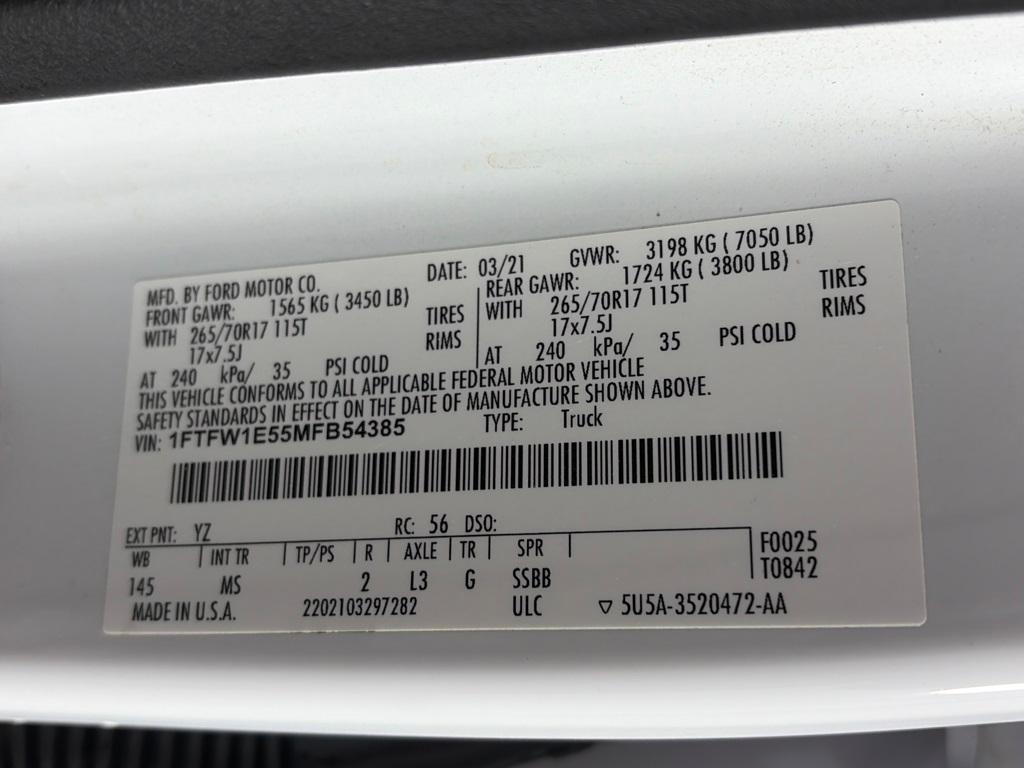 MFD. BY FORD MOTOR CO. DATE: 03/21 GVWR: 3198 KG ( 7050 LB)
FRONT GAWR: 1565 KG ( 3450 LB) REAR GAWR: 1724 KG ( 3800 LB)
WITH 265/70R17 115T TIRES WITH 265/70R17 115T TIRES
17x7.5J RIMS 17x7.5J RIMS
AT 240 kPa/ 35 PSI COLD AT 240 kPa/ 35 PSI COLD
THIS VEHICLE CONFORMS TO ALL APPLICABLE FEDERAL MOTOR VEHICLE
SAFETY STANDARDS IN EFFECT ON THE DATE OF MANUFACTURE SHOWN ABOVE.
VIN: 1FTFW1E55MFB54385 TYPE: Truck
EXT PNT: YZ RC: 56 DSO:
WB INT TR TP/PS R AXLE TR SPR F0025
145 MS 2 L3 G SSBB T0842
MADE IN U.S.A. 2202103297282 ULC ▽ 5U5A-3520472-AA